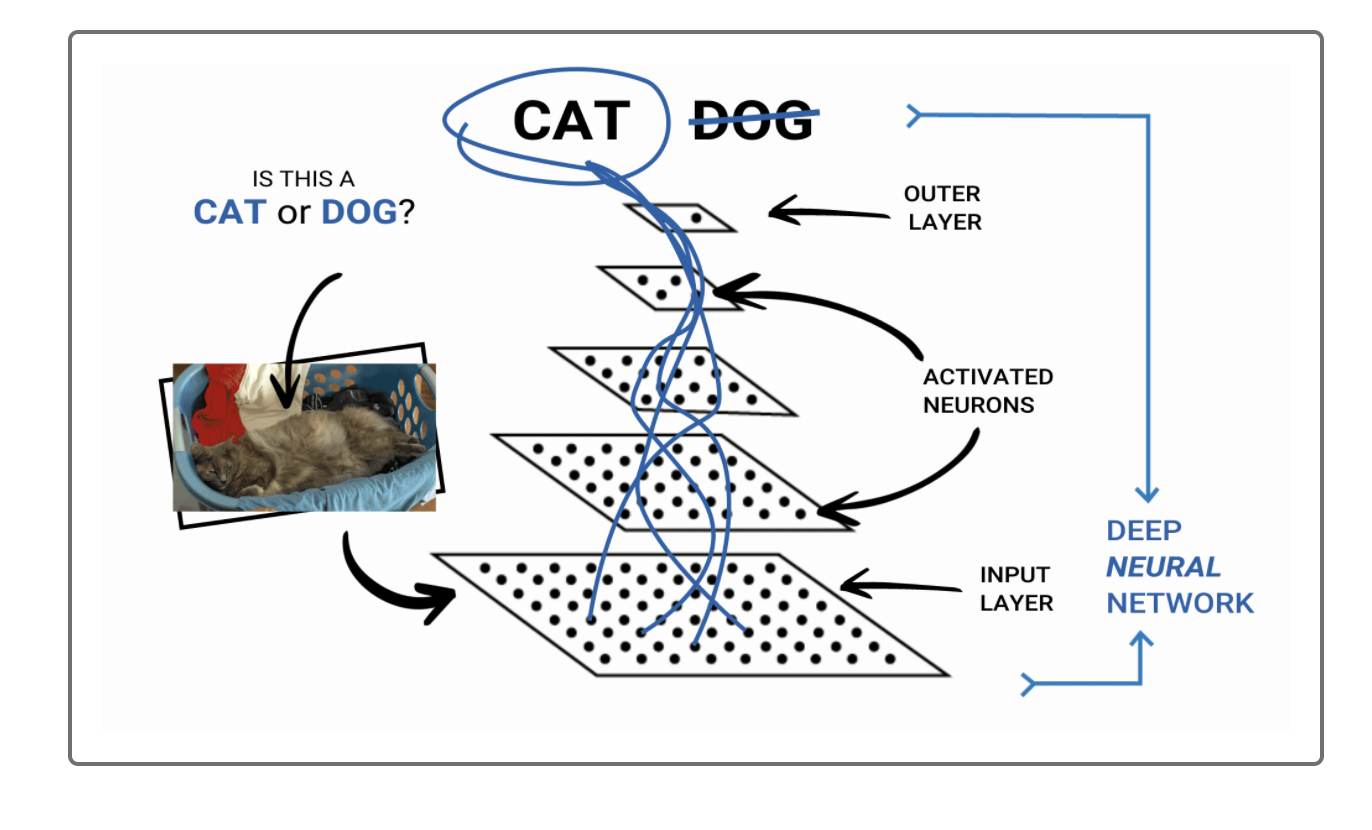 CAT DOG
IS THIS A
CAT or DOG?
OUTER
LAYER
ACTIVATED
NEURONS
INPUT
LAYER
DEEP
NEURAL
NETWORK